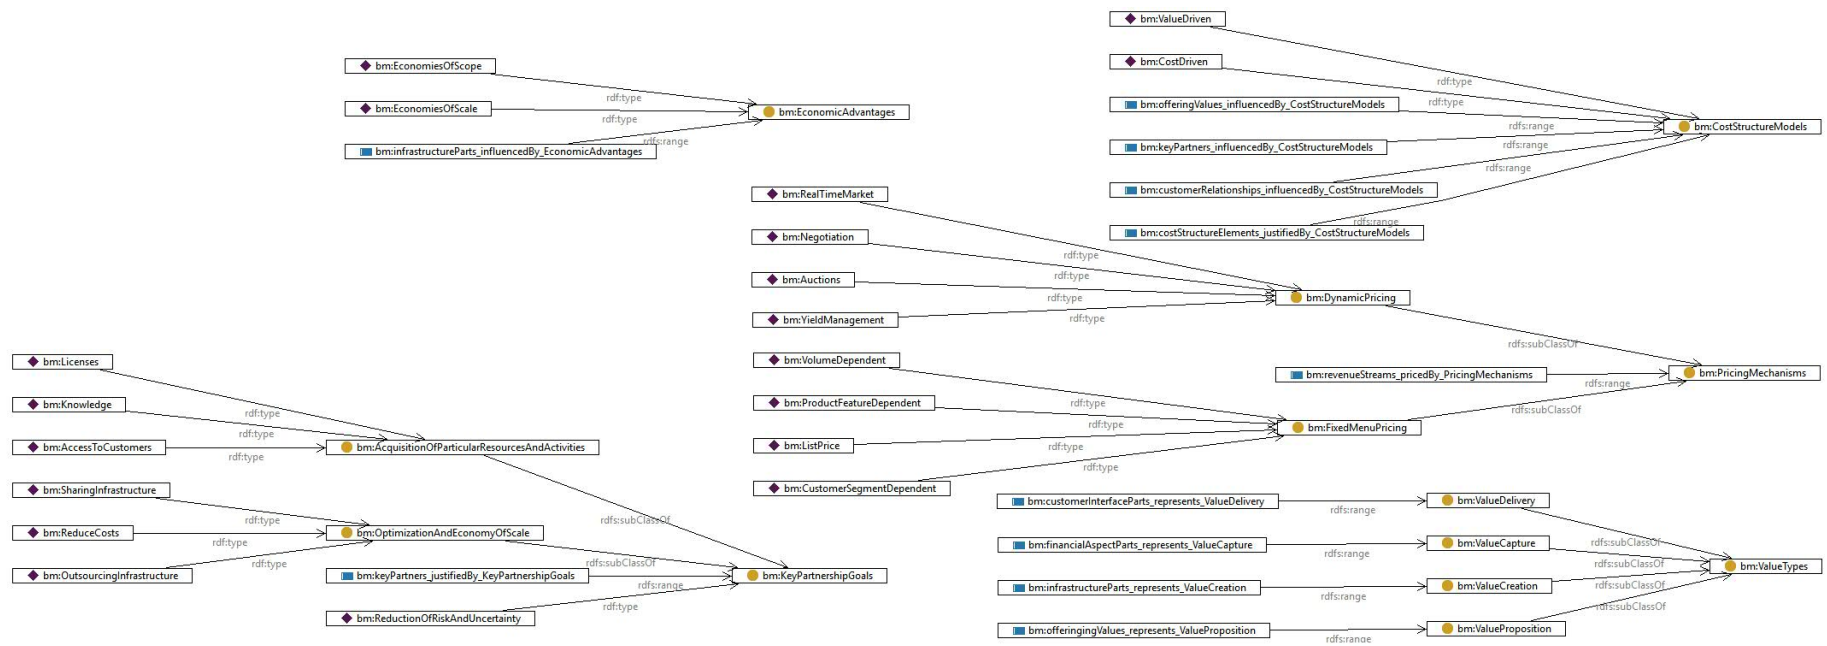 bm:ValueDriven
bm:CostDriven
rdf:type
bm:offeringValues_influencedBy_CostStructureModels
rdf:type
bm:keyPartners_influencedBy_CostStructureModels
rdfs:range
bm:CostStructureModels
rdfs:range
bm:customerRelationships_influencedBy_CostStructureModels
rdfs:range
bm:costStructureElements_justifiedBy_CostStructureModels
rdfs:range
bm:EconomiesOfScope
rdf:type
bm:EconomiesOfScale
rdf:type
bm:EconomicAdvantages
bm:infrastructureParts_influencedBy_EconomicAdvantages
rdfs:range
bm:RealTimeMarket
bm:Negotiation
rdf:type
bm:Auctions
rdf:type
bm:YieldManagement
rdf:type
rdf:type
bm:DynamicPricing
rdfs:subClassOf
bm:VolumeDependent
bm:revenueStreams_pricedBy_PricingMechanisms
rdfs:range
bm:PricingMechanisms
bm:ProductFeatureDependent
rdf:type
rdfs:subClassOf
bm:ListPrice
rdf:type
bm:FixedMenuPricing
rdf:type
bm:CustomerSegmentDependent
rdf:type
bm:Licenses
bm:Knowledge
rdf:type
bm:AccessToCustomers
rdf:type
rdf:type
bm:AcquisitionOfParticularResourcesAndActivities
bm:SharingInfrastructure
rdf:type
rdfs:subClassOf
bm:ReduceCosts
rdf:type
bm:OptimizationAndEconomyOfScale
bm:OutsourcingInfrastructure
rdf:type
rdfs:subClassOf
bm:keyPartners_justifiedBy_KeyPartnershipGoals
rdfs:range
bm:KeyPartnershipGoals
bm:ReductionOfRiskAndUncertainty
rdf:type
bm:customerInterfaceParts_represents_ValueDelivery
rdfs:range
bm:ValueDelivery
bm:financialAspectParts_represents_ValueCapture
rdfs:range
bm:ValueCapture
rdfs:subClassOf
rdfs:subClassOf
bm:ValueTypes
bm:infrastructureParts_represents_ValueCreation
rdfs:range
bm:ValueCreation
rdfs:subClassOf
rdfs:subClassOf
bm:offeringingValues_represents_ValueProposition
rdfs:range
bm:ValueProposition